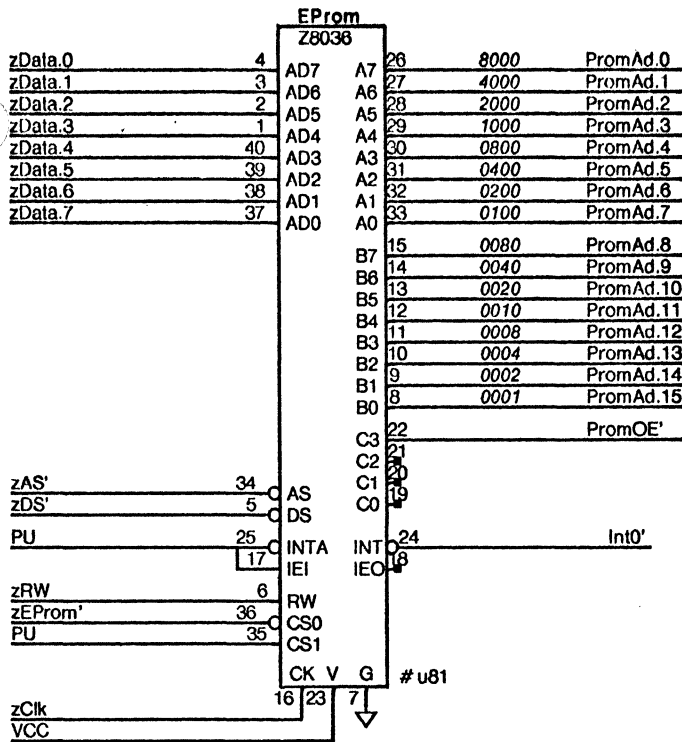 EProm
Z8036
zData.0 4 AD7 A7 26 8000 PromAd.0
zData.1 3 AD6 A6 27 4000 PromAd.1
zData.2 2 AD5 A5 28 2000 PromAd.2
zData.3 1 AD4 A4 29 1000 PromAd.3
zData.4 40 AD3 A3 30 0800 PromAd.4
zData.5 39 AD2 A2 31 0400 PromAd.5
zData.6 38 AD1 A1 32 0200 PromAd.6
zData.7 37 AD0 A0 33 0100 PromAd.7
B7 15 0080 PromAd.8
B6 14 0040 PromAd.9
B5 13 0020 PromAd.10
B4 12 0010 PromAd.11
B3 11 0008 PromAd.12
B2 10 0004 PromAd.13
B1 9 0002 PromAd.14
B0 8 0001 PromAd.15
C3 22 PromOE'
C2 21
C1 20
zAS' 34 AS C0 19
zDS' 5 DS
PU 25 INTA INT 24 Int0'
17 IEI IEO 18
zRW 6 RW
zEProm' 36 CS0
PU 35 CS1
CK V G # u81
16 23 7
zClk
VCC